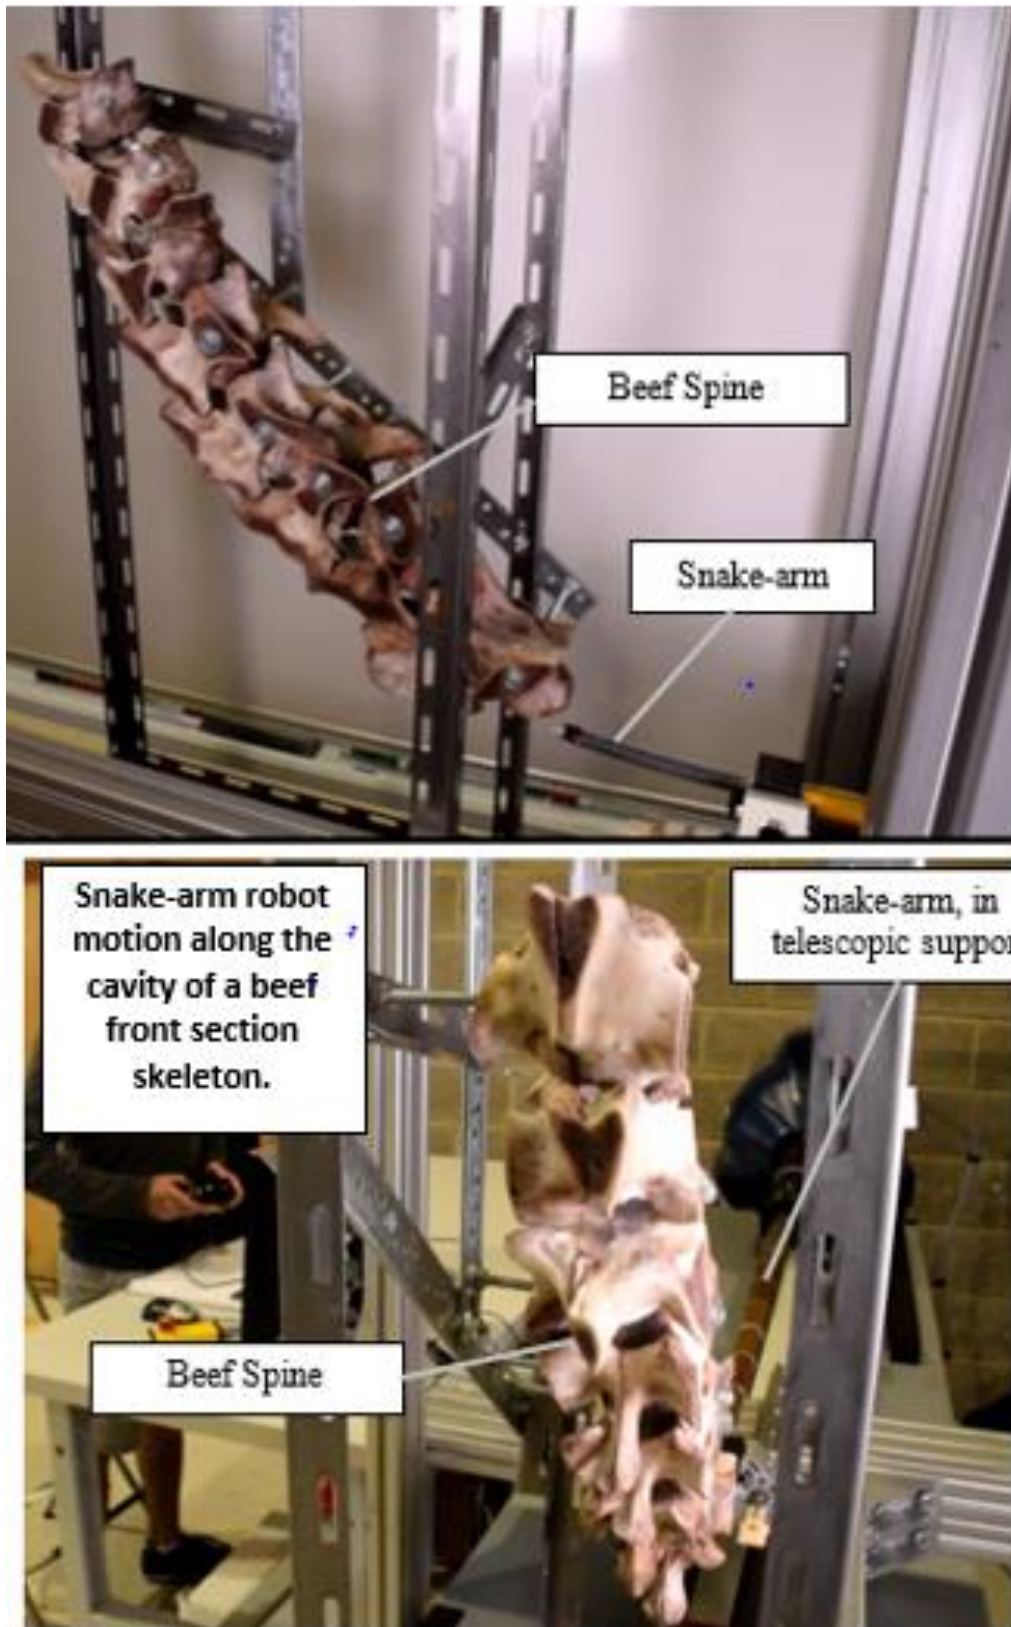 Beef Spine
Snake-arm
Snake-arm robot
motion along the
cavity of a beef
front section
skeleton.
Snake-arm, in
telescopic suppor
Beef Spine